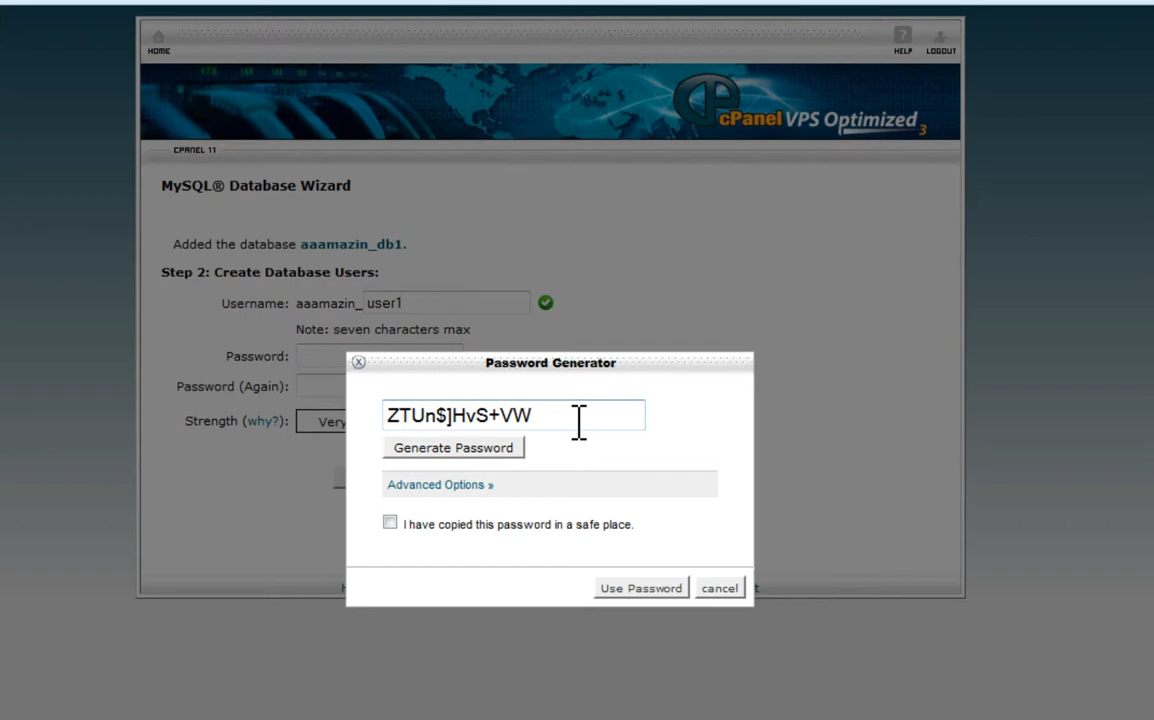 HOME
HELP LOGOUT
cPanel VPS Optimized 3
CPANEL 11
MySQL® Database Wizard
Added the database aaamazin_db1.
Step 2: Create Database Users:
Username: aaamazin_ user1
Note: seven characters max
Password:
Password (Again):
Strength (why?): Very
Password Generator
ZTUn$]HvS+VW
Generate Password
Advanced Options »
I have copied this password in a safe place.
Use Password cancel